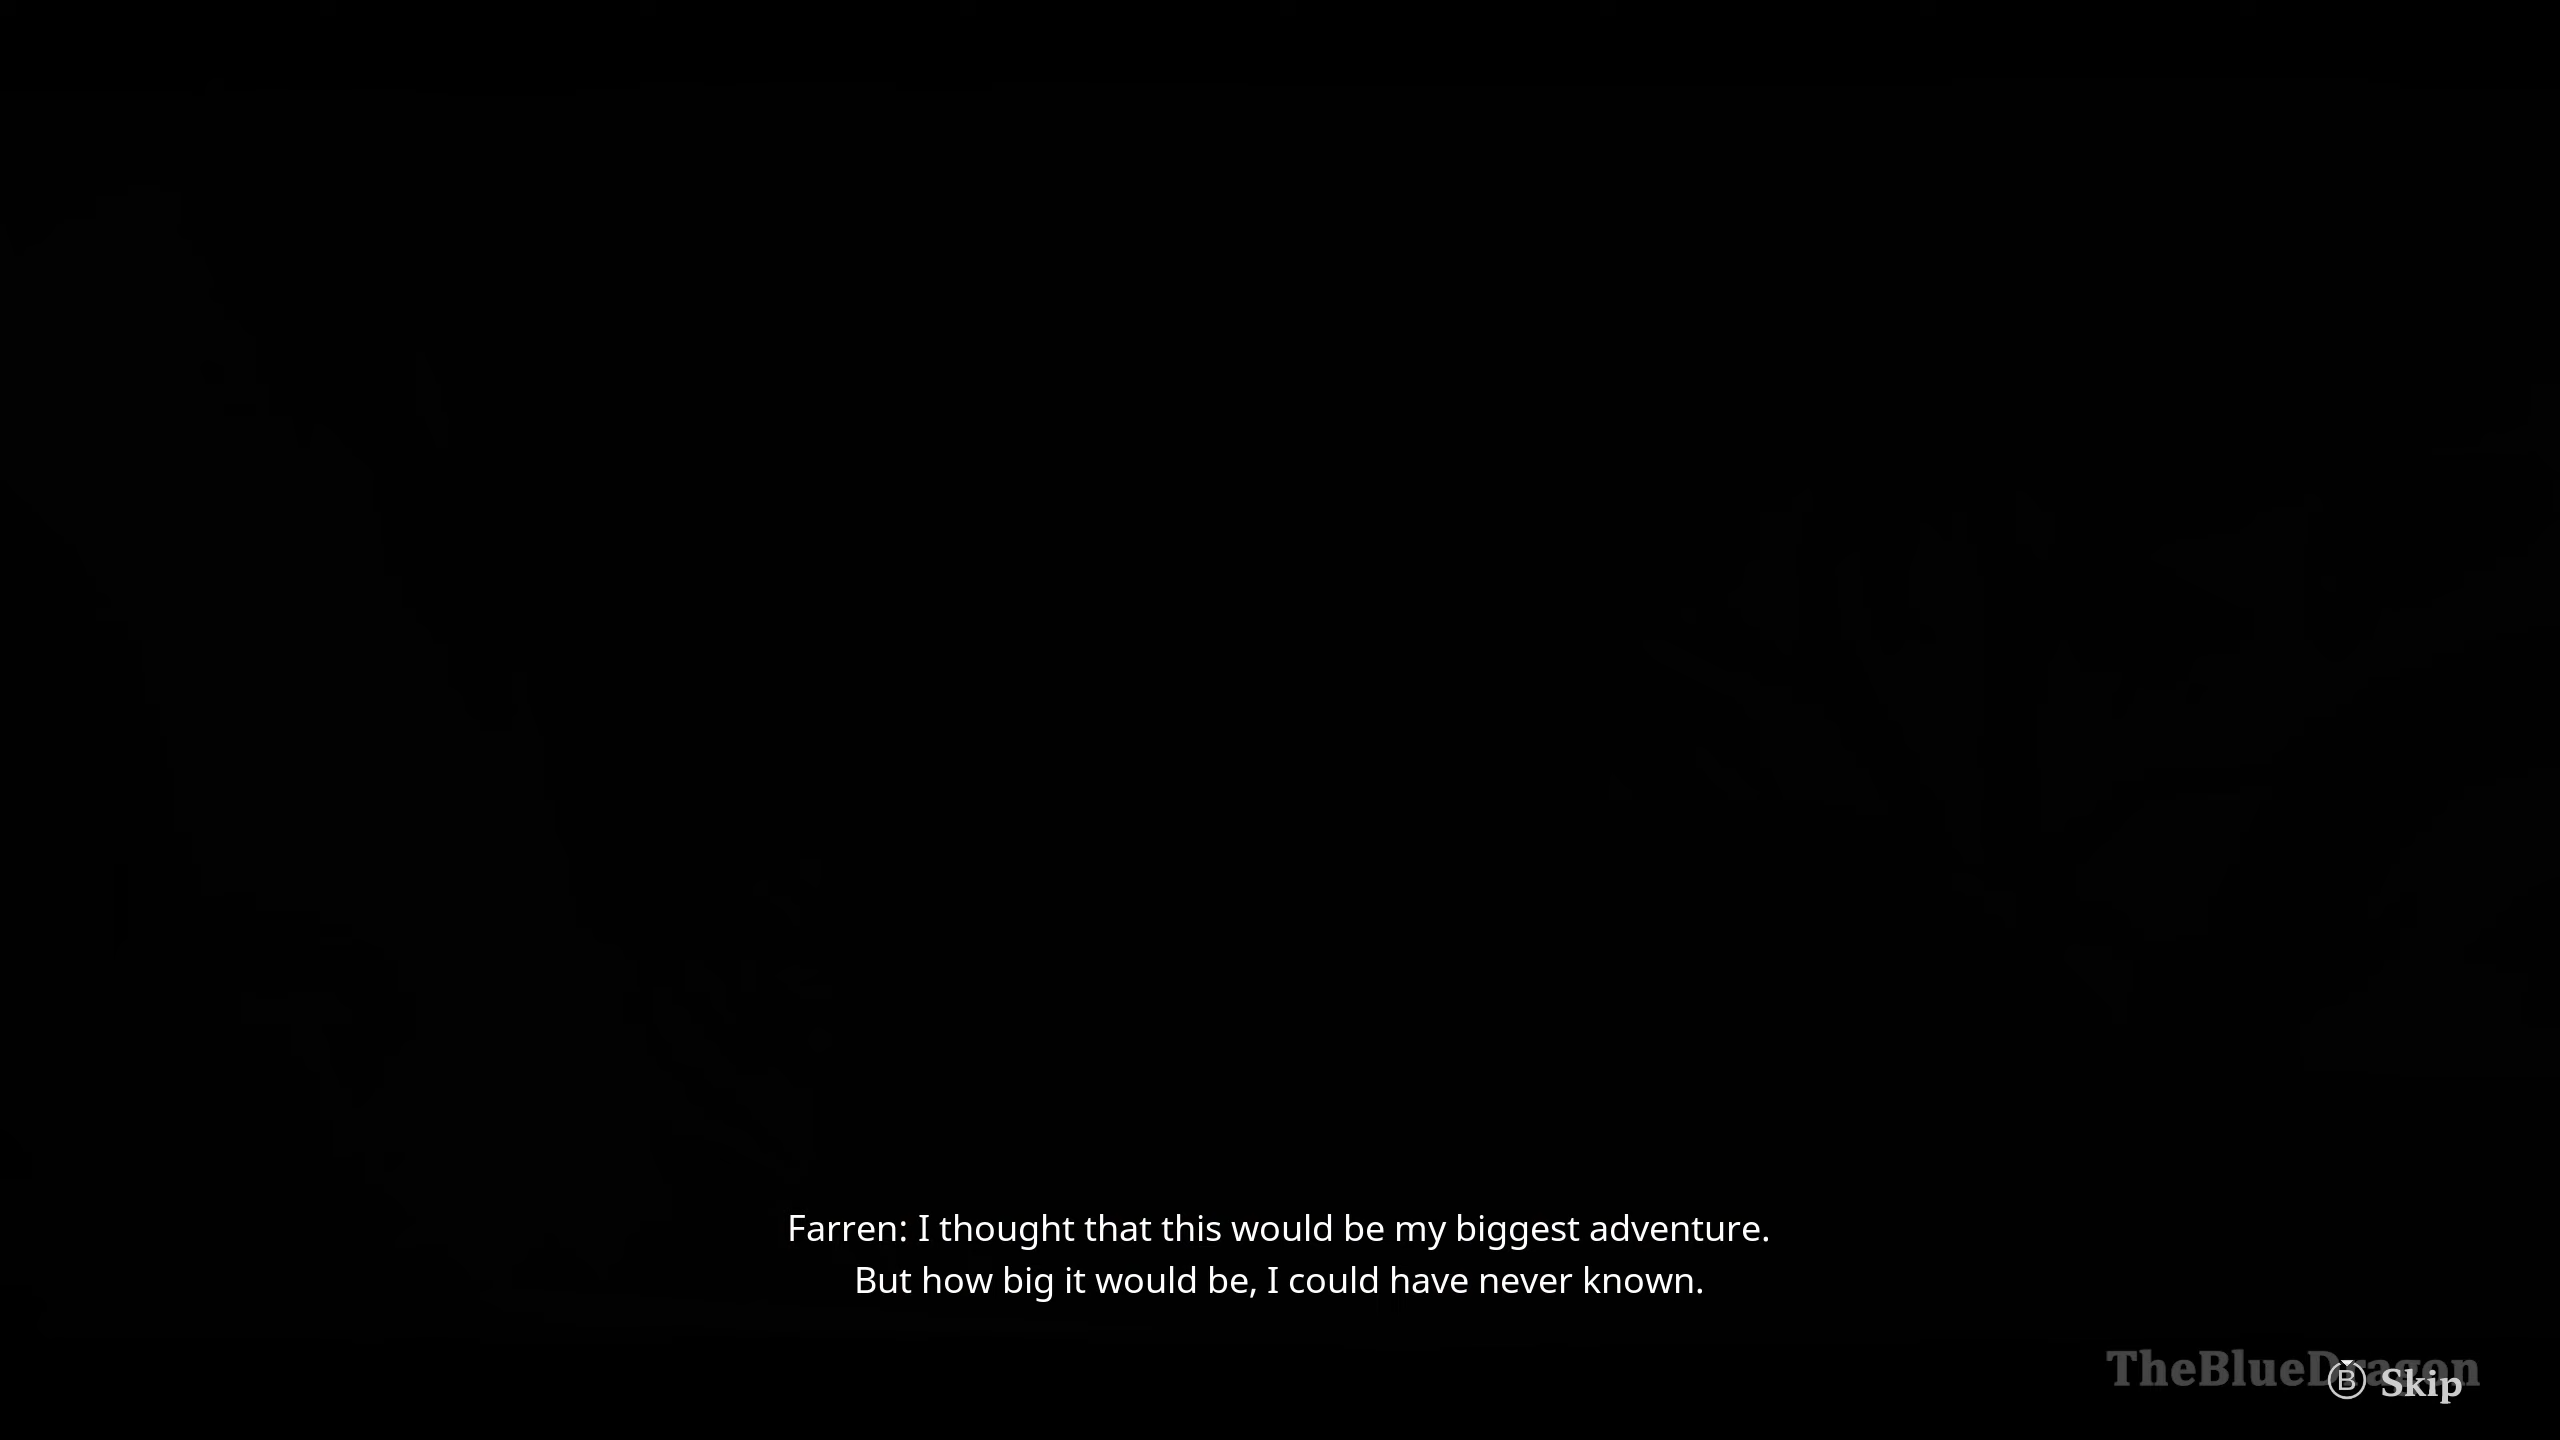 Farren: I thought that this would be my biggest adventure.
But how big it would be, I could have never known.
TheBlueDragon
B Skip